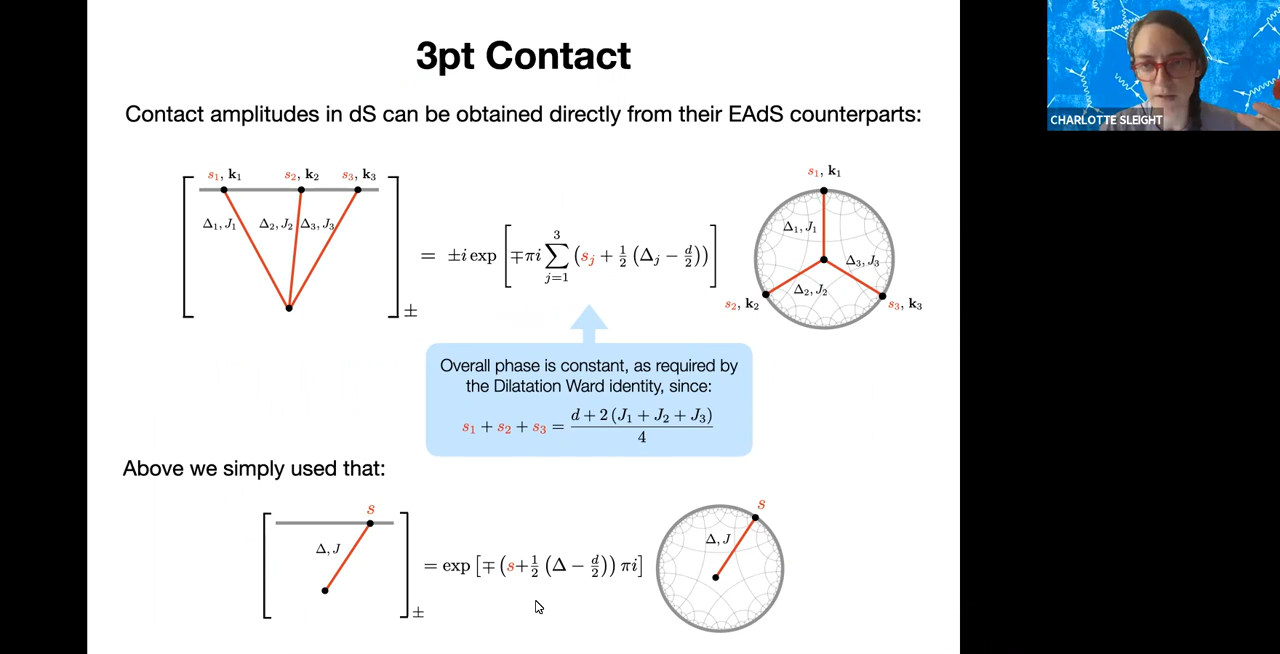 3pt Contact
Contact amplitudes in dS can be obtained directly from their EAdS counterparts:
s₁, k₁ s₂, k₂ s₃, k₃
Δ₁, J₁ Δ₂, J₂ Δ₃, J₃
±
= ±i exp [∓πi ∑_{j=1}^{3} (s_j + ½ (Δ_j − d/2))]
s₁, k₁
Δ₁, J₁
Δ₃, J₃
Δ₂, J₂
s₂, k₂
s₃, k₃
Overall phase is constant, as required by
the Dilatation Ward identity, since:
s₁ + s₂ + s₃ = (d + 2 (J₁ + J₂ + J₃))/4
Above we simply used that:
s
Δ, J
±
= exp [∓ (s+½ (Δ − d/2)) πi]
s
Δ, J
CHARLOTTE SLEIGHT